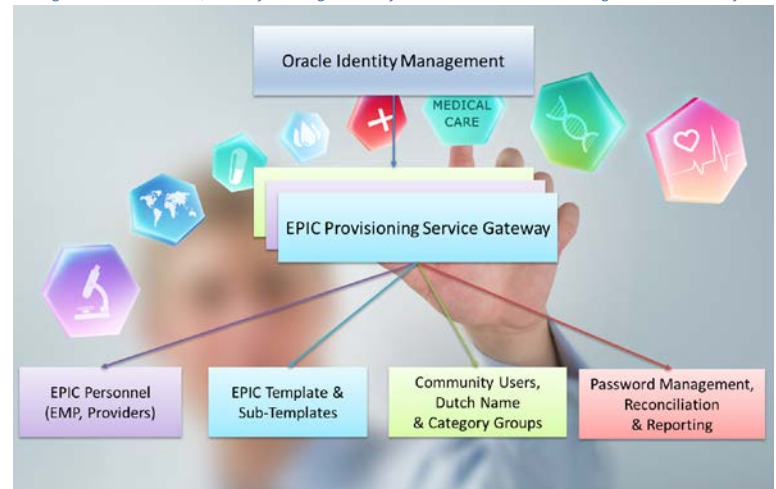 Oracle Identity Management
MEDICAL
CARE
EPIC Provisioning Service Gateway
EPIC Personnel
(EMP, Providers)
EPIC Template &
Sub-Templates
Community Users,
Dutch Name
& Category Groups
Password Management,
Reconciliation
& Reporting